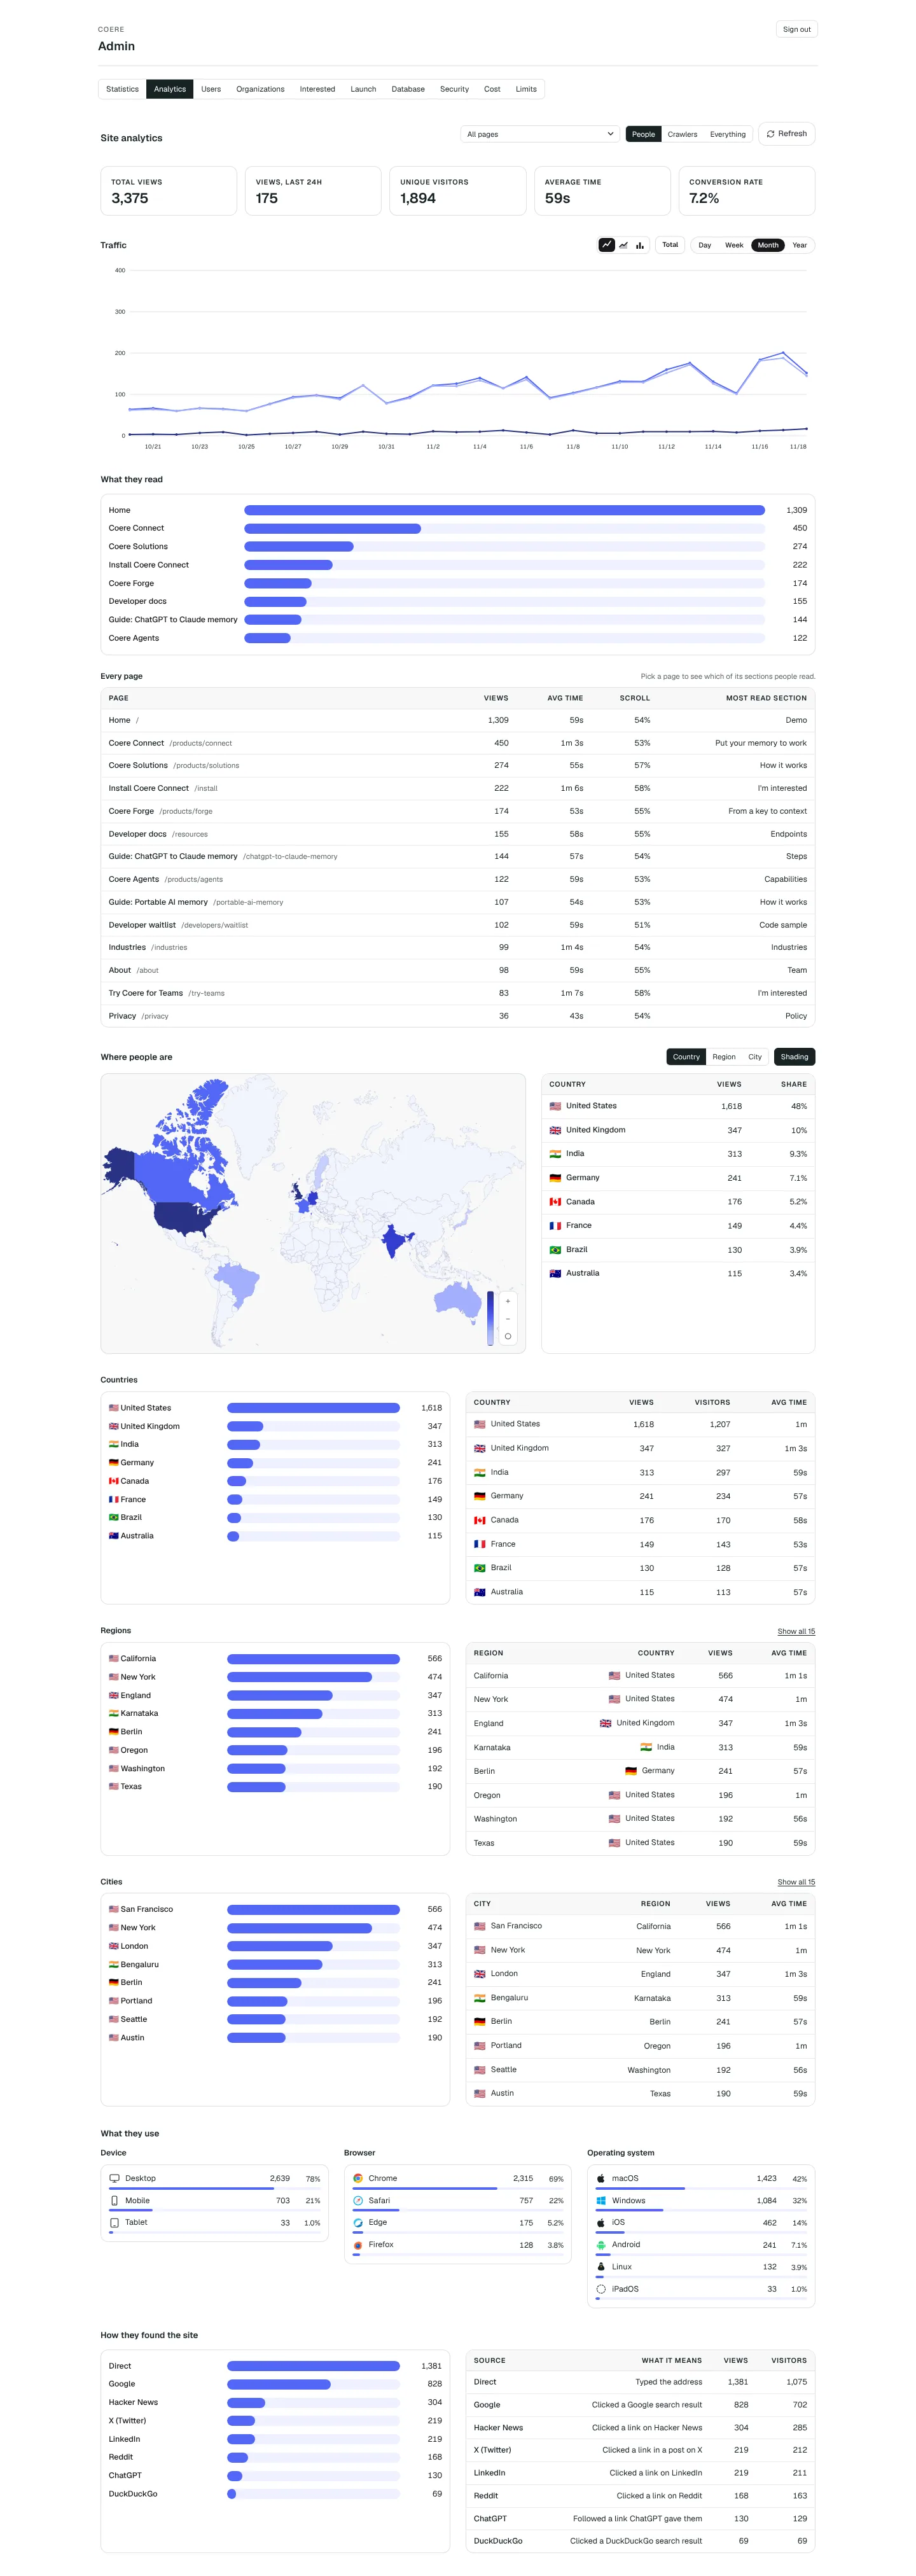 COERE
Admin
Sign out
Statistics Analytics Users Organizations Interested Launch Database Security Cost Limits
Site analytics
All pages People Crawlers Everything Refresh
TOTAL VIEWS VIEWS, LAST 24H UNIQUE VISITORS AVERAGE TIME CONVERSION RATE
3,375 175 1,894 59s 7.2%
Traffic Total Day Week Month Year
400
300
200
100
0
10/21 10/23 10/25 10/27 10/29 10/31 11/2 11/4 11/6 11/8 11/10 11/12 11/14 11/16 11/18
What they read
Home 1,309
Coere Connect 450
Coere Solutions 274
Install Coere Connect 222
Coere Forge 174
Developer docs 155
Guide: ChatGPT to Claude memory 144
Coere Agents 122
Every page Pick a page to see which of its sections people read.
PAGE VIEWS AVG TIME SCROLL MOST READ SECTION
Home / 1,309 59s 54% Demo
Coere Connect /products/connect 450 1m 3s 53% Put your memory to work
Coere Solutions /products/solutions 274 55s 57% How it works
Install Coere Connect /install 222 1m 6s 58% I'm interested
Coere Forge /products/forge 174 53s 55% From a key to context
Developer docs /resources 155 58s 55% Endpoints
Guide: ChatGPT to Claude memory /chatgpt-to-claude-memory 144 57s 54% Steps
Coere Agents /products/agents 122 59s 53% Capabilities
Guide: Portable AI memory /portable-ai-memory 107 54s 53% How it works
Developer waitlist /developers/waitlist 102 59s 51% Code sample
Industries /industries 99 1m 4s 54% Industries
About /about 98 59s 55% Team
Try Coere for Teams /try-teams 83 1m 7s 58% I'm interested
Privacy /privacy 36 43s 54% Policy
Where people are Country Region City Shading
COUNTRY VIEWS SHARE
United States 1,618 48%
United Kingdom 347 10%
India 313 9.3%
Germany 241 7.1%
Canada 176 5.2%
France 149 4.4%
Brazil 130 3.9%
Australia 115 3.4%
Countries
United States 1,618
United Kingdom 347
India 313
Germany 241
Canada 176
France 149
Brazil 130
Australia 115
COUNTRY VIEWS VISITORS AVG TIME
United States 1,618 1,207 1m
United Kingdom 347 327 1m 3s
India 313 297 59s
Germany 241 234 57s
Canada 176 170 58s
France 149 143 53s
Brazil 130 128 57s
Australia 115 113 57s
Regions Show all 15
California 566
New York 474
England 347
Karnataka 313
Berlin 241
Oregon 196
Washington 192
Texas 190
REGION COUNTRY VIEWS AVG TIME
California United States 566 1m 1s
New York United States 474 1m
England United Kingdom 347 1m 3s
Karnataka India 313 59s
Berlin Germany 241 57s
Oregon United States 196 1m
Washington United States 192 56s
Texas United States 190 59s
Cities Show all 15
San Francisco 566
New York 474
London 347
Bengaluru 313
Berlin 241
Portland 196
Seattle 192
Austin 190
CITY REGION VIEWS AVG TIME
San Francisco California 566 1m 1s
New York New York 474 1m
London England 347 1m 3s
Bengaluru Karnataka 313 59s
Berlin Berlin 241 57s
Portland Oregon 196 1m
Seattle Washington 192 56s
Austin Texas 190 59s
What they use
Device
Desktop 2,639 78%
Mobile 703 21%
Tablet 33 1.0%
Browser
Chrome 2,315 69%
Safari 757 22%
Edge 175 5.2%
Firefox 128 3.8%
Operating system
macOS 1,423 42%
Windows 1,084 32%
iOS 462 14%
Android 241 7.1%
Linux 132 3.9%
iPadOS 33 1.0%
How they found the site
Direct 1,381
Google 828
Hacker News 304
X (Twitter) 219
LinkedIn 219
Reddit 168
ChatGPT 130
DuckDuckGo 69
SOURCE WHAT IT MEANS VIEWS VISITORS
Direct Typed the address 1,381 1,075
Google Clicked a Google search result 828 702
Hacker News Clicked a link on Hacker News 304 285
X (Twitter) Clicked a link in a post on X 219 212
LinkedIn Clicked a link on LinkedIn 219 211
Reddit Clicked a link on Reddit 168 163
ChatGPT Followed a link ChatGPT gave them 130 129
DuckDuckGo Clicked a DuckDuckGo search result 69 69